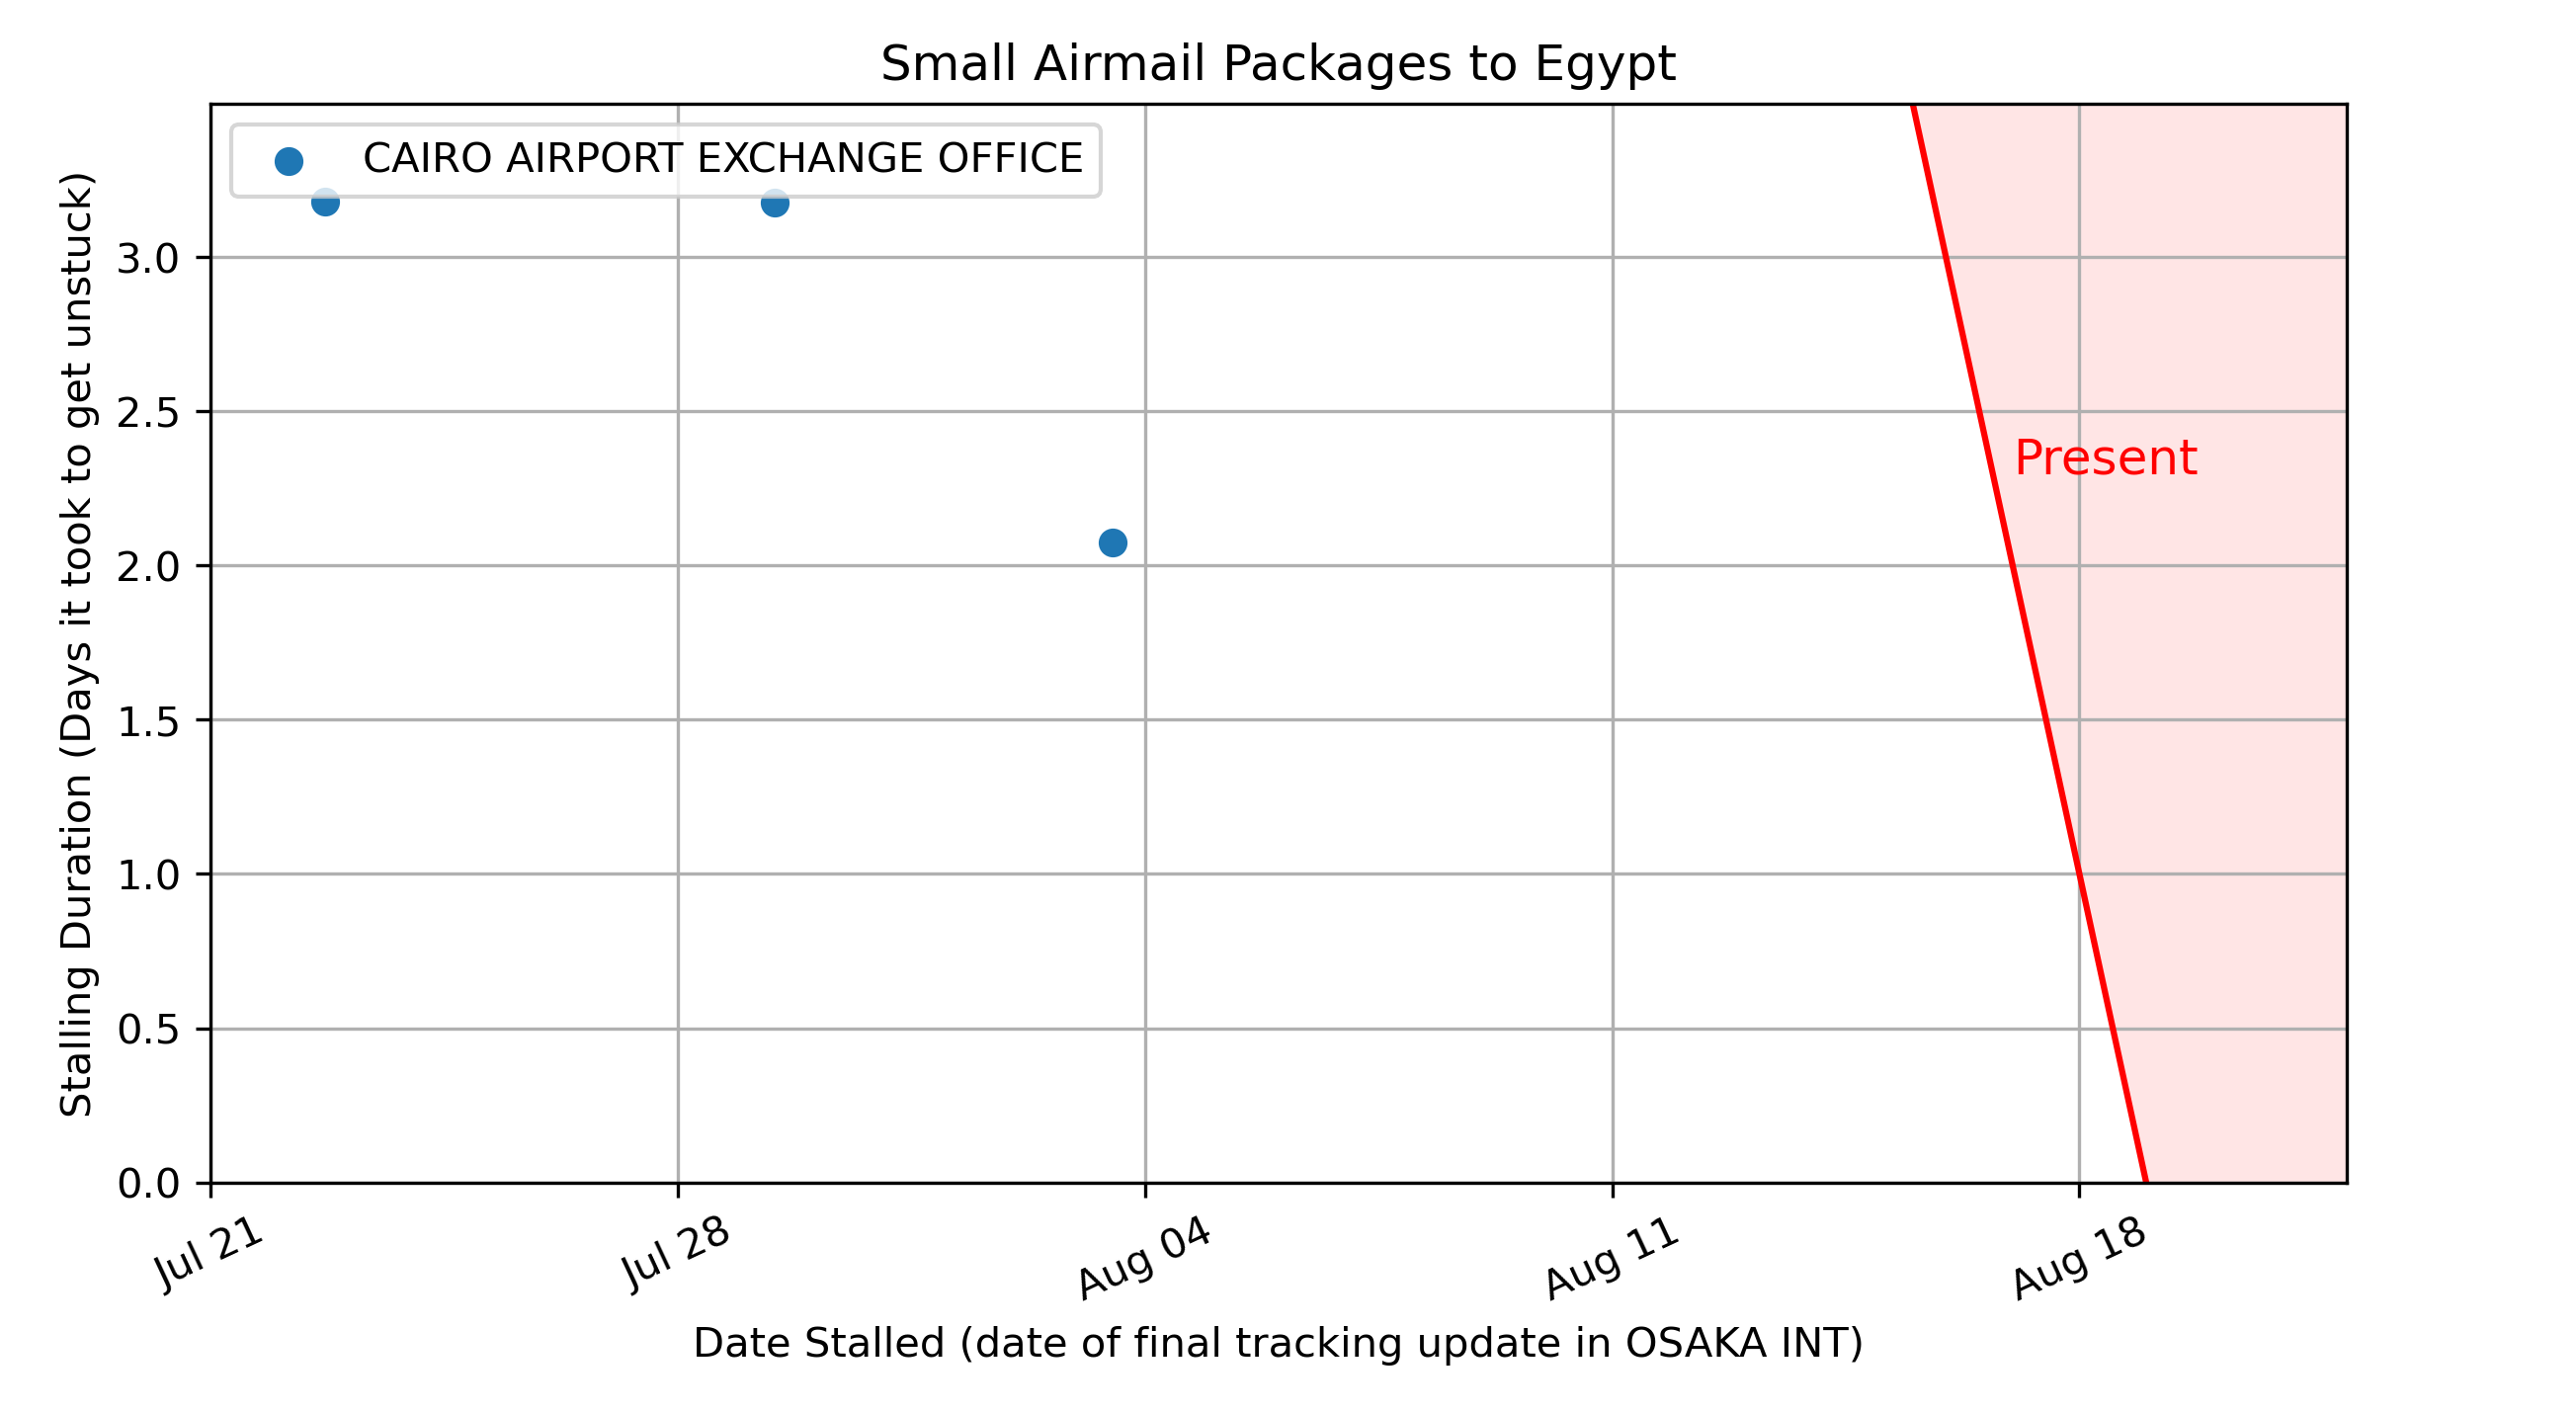 Small Airmail Packages to Egypt
CAIRO AIRPORT EXCHANGE OFFICE
Stalling Duration (Days it took to get unstuck)
3.0
2.5
2.0
1.5
1.0
0.5
0.0
Present
Jul 21
Jul 28
Aug 04
Aug 11
Aug 18
Date Stalled (date of final tracking update in OSAKA INT)